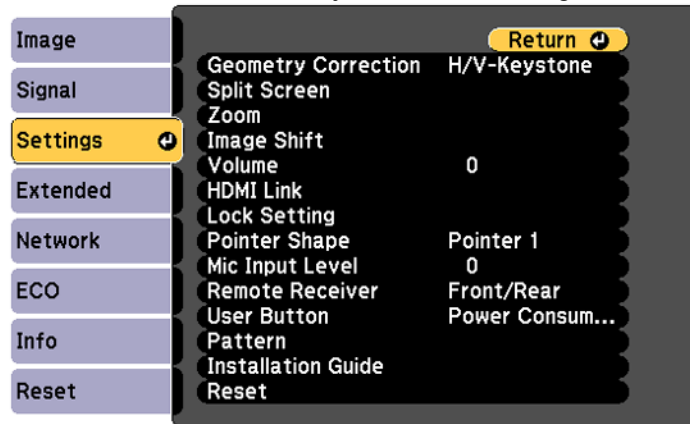 Image
Signal
Settings
Extended
Network
ECO
Info
Reset
Return
Geometry Correction H/V-Keystone
Split Screen
Zoom
Image Shift
Volume 0
HDMI Link
Lock Setting
Pointer Shape Pointer 1
Mic Input Level 0
Remote Receiver Front/Rear
User Button Power Consum...
Pattern
Installation Guide
Reset